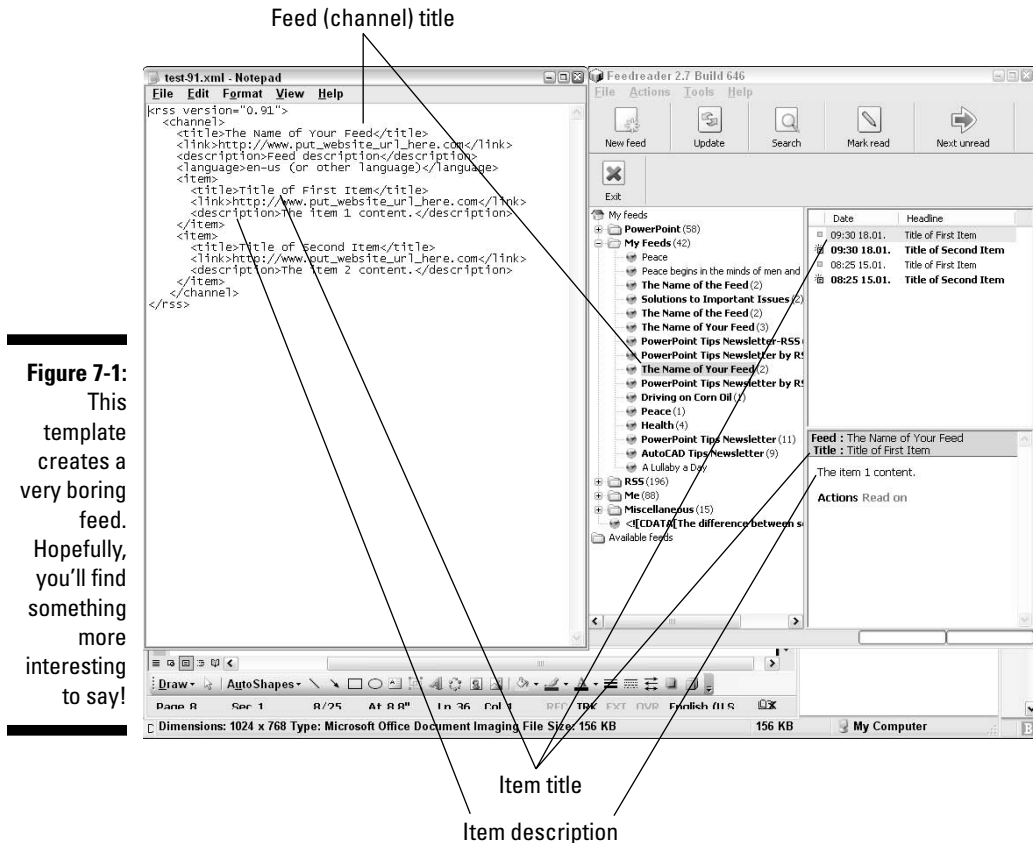 Feed (channel) title
test-91.xml - Notepad
File Edit Format View Help
<rss version="0.91">
<channel>
<title>The Name of Your Feed</title>
<link>http://www.put_website_url_here.com</link>
<description>Feed description</description>
<language>en-us (or other language)</language>
<item>
<title>Title of First Item</title>
<link>http://www.put_website_url_here.com</link>
<description>The item 1 content.</description>
</item>
<item>
<title>Title of Second Item</title>
<link>http://www.put_website_url_here.com</link>
<description>The item 2 content.</description>
</item>
</channel>
</rss>
Feedreader 2.7 Build 646
File Actions Tools Help
New feed Update Search Mark read Next unread
Exit
My feeds
PowerPoint (58)
My Feeds (42)
Peace
Peace begins in the minds of men and
The Name of the Feed (2)
Solutions to Important Issues (2)
The Name of the Feed (2)
The Name of Your Feed (3)
PowerPoint Tips Newsletter-RSS
PowerPoint Tips Newsletter by RS
The Name of Your Feed (2)
PowerPoint Tips Newsletter by RS
Driving on Corn Oil (1)
Peace (1)
Health (4)
PowerPoint Tips Newsletter (11)
AutoCAD Tips Newsletter (9)
A Lullaby a Day
RSS (196)
Me (88)
Miscellaneous (15)
<![CDATA[The difference between s
Available feeds
Date Headline
09:30 18.01. Title of First Item
09:30 18.01. Title of Second Item
08:25 15.01. Title of First Item
08:25 15.01. Title of Second Item
Feed : The Name of Your Feed
Title : Title of First Item
The item 1 content.
Actions Read on
Figure 7-1:
This
template
creates a
very boring
feed.
Hopefully,
you'll find
something
more
interesting
to say!
Draw AutoShapes
Page 8 Sec 1 8/25 At 8.8" Ln 36 Col 1 REC TRK EXT OVR English (U.S
Dimensions: 1024 x 768 Type: Microsoft Office Document Imaging File Size: 156 KB 156 KB My Computer
Item title
Item description